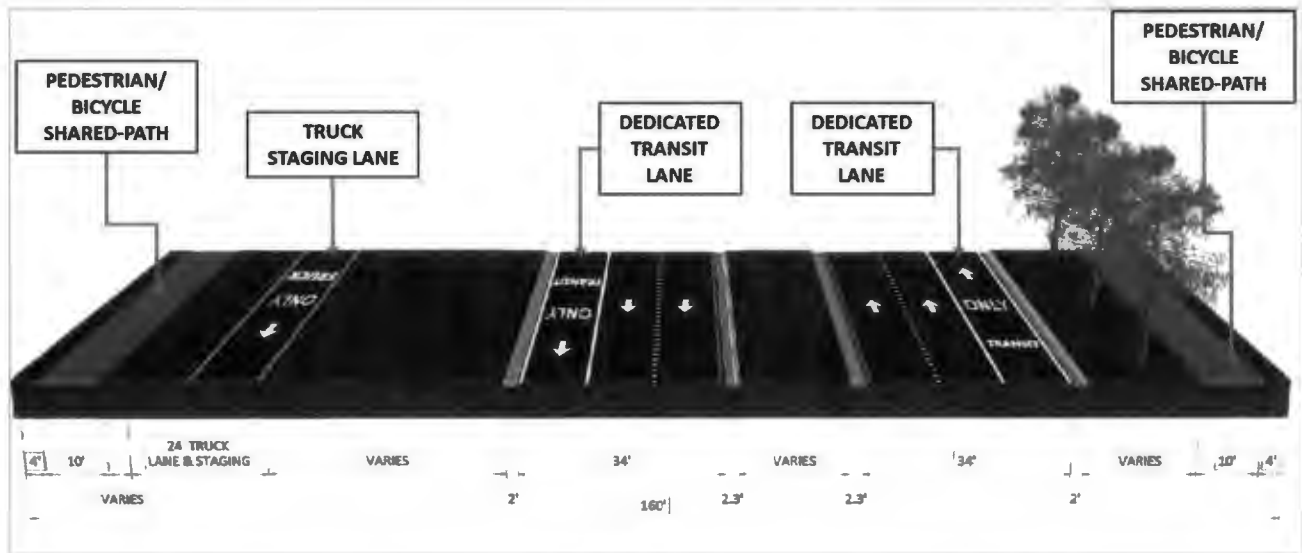 PEDESTRIAN/
BICYCLE
SHARED-PATH
TRUCK
STAGING LANE
DEDICATED
TRANSIT
LANE
DEDICATED
TRANSIT
LANE
PEDESTRIAN/
BICYCLE
SHARED-PATH
ONLY
TRANSIT
ONLY
ONLY
TRANSIT
4' 10' 24 TRUCK
LANE & STAGING VARIES 34' VARIES 34' VARIES 10' 4'
VARIES 2' 160' 2.3' 2.3' 2'